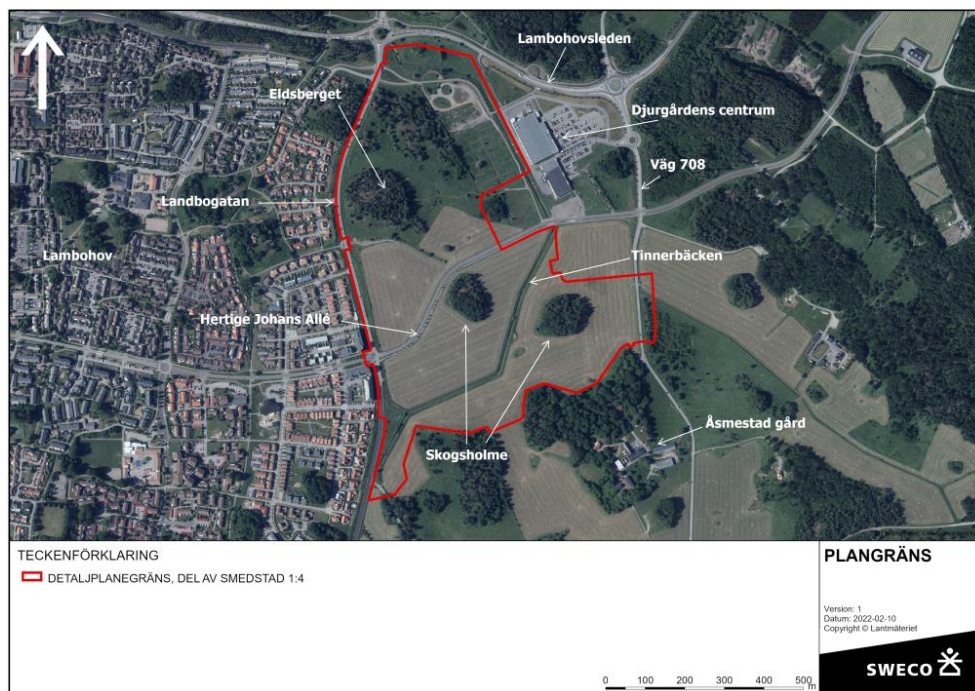 Lambohovsleden
Eldsberget
Djurgårdens centrum
Väg 708
Landbogatan
Lambohov
Tinnerbäcken
Hertige Johans Allé
Åsmestad gård
Skogsholme
TECKENFÖRKLARING
DETALJPLANEGRÄNS, DEL AV SMEDSTAD 1:4
PLANGRÄNS
Version: 1
Datum: 2022-02-10
Copyright © Lantmäteriet
0 100 200 300 400 500
m
SWECO